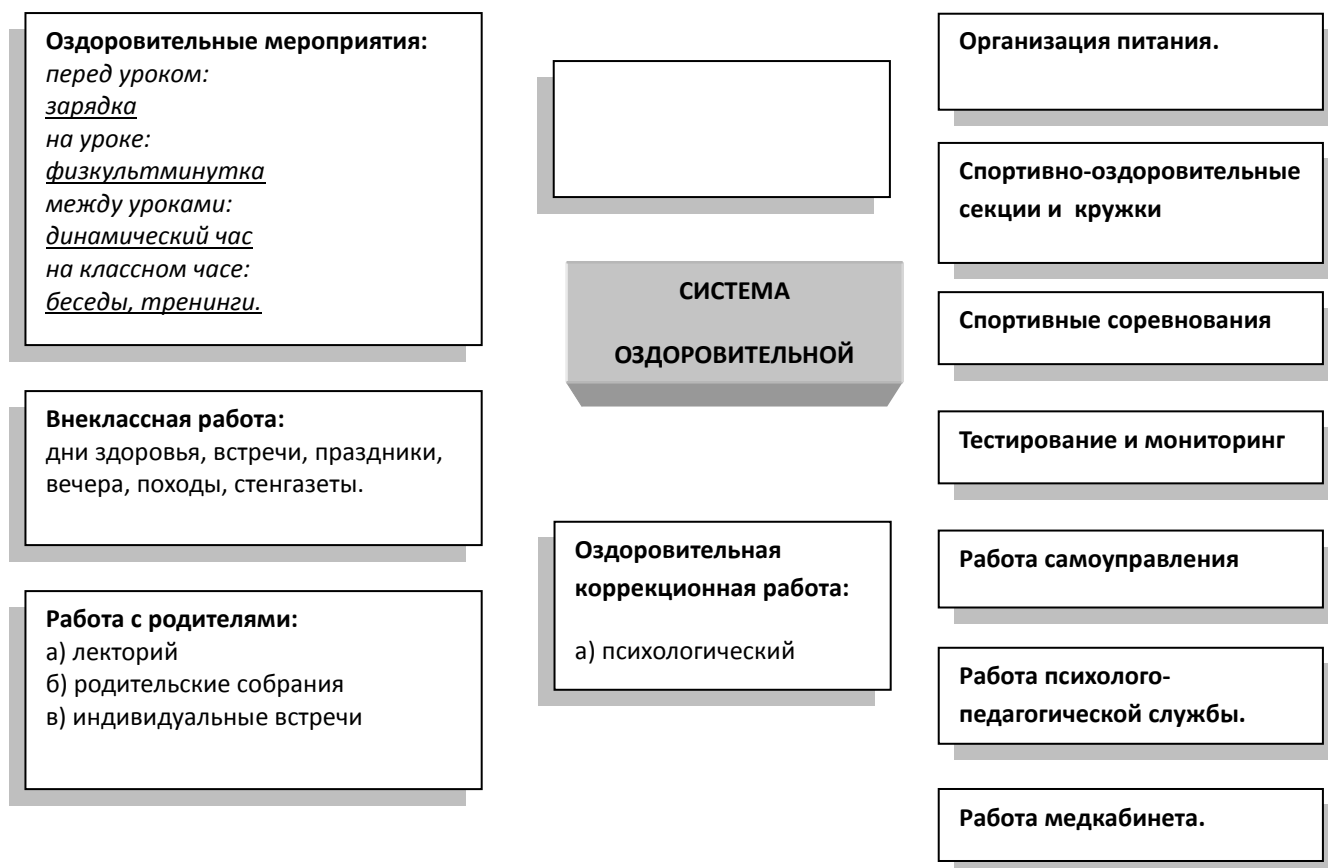 Оздоровительные мероприятия:
перед уроком:
зарядка
на уроке:
физкультминутка
между уроками:
динамический час
на классном часе:
беседы, тренинги.
Внеклассная работа:
дни здоровья, встречи, праздники,
вечера, походы, стенгазеты.
Работа с родителями:
а) лекторий
б) родительские собрания
в) индивидуальные встречи
СИСТЕМА
ОЗДОРОВИТЕЛЬНОЙ
Оздоровительная
коррекционная работа:
а) психологический
Организация питания.
Спортивно-оздоровительные
секции и  кружки
Спортивные соревнования
Тестирование и мониторинг
Работа самоуправления
Работа психолого-
педагогической службы.
Работа медкабинета.